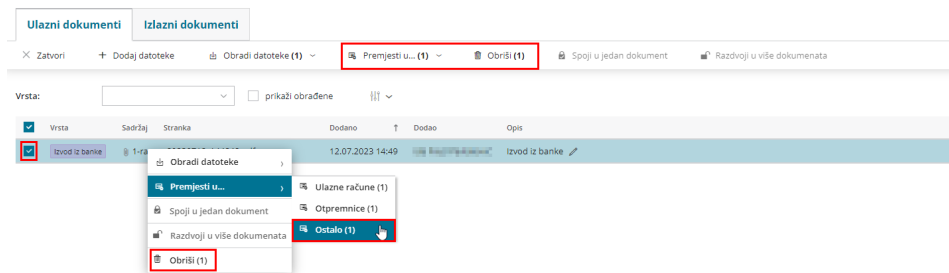 Ulazni dokumenti Izlazni dokumenti
Zatvori + Dodaj datoteke Obradi datoteke (1) Premjesti u... (1) Obriši (1) Spoji u jedan dokument Razdvoji u više dokumenata
Vrsta: prikaži obrađene
Vrsta Sadržaj Stranka Dodano ↑ Dodao Opis
Izvod iz banke 1-ra 12.07.2023 14:49 Izvod iz banke
Obradi datoteke
Premjesti u... Ulazne račune (1)
Spoji u jedan dokument Otpremnice (1)
Razdvoji u više dokumenata Ostalo (1)
Obriši (1)